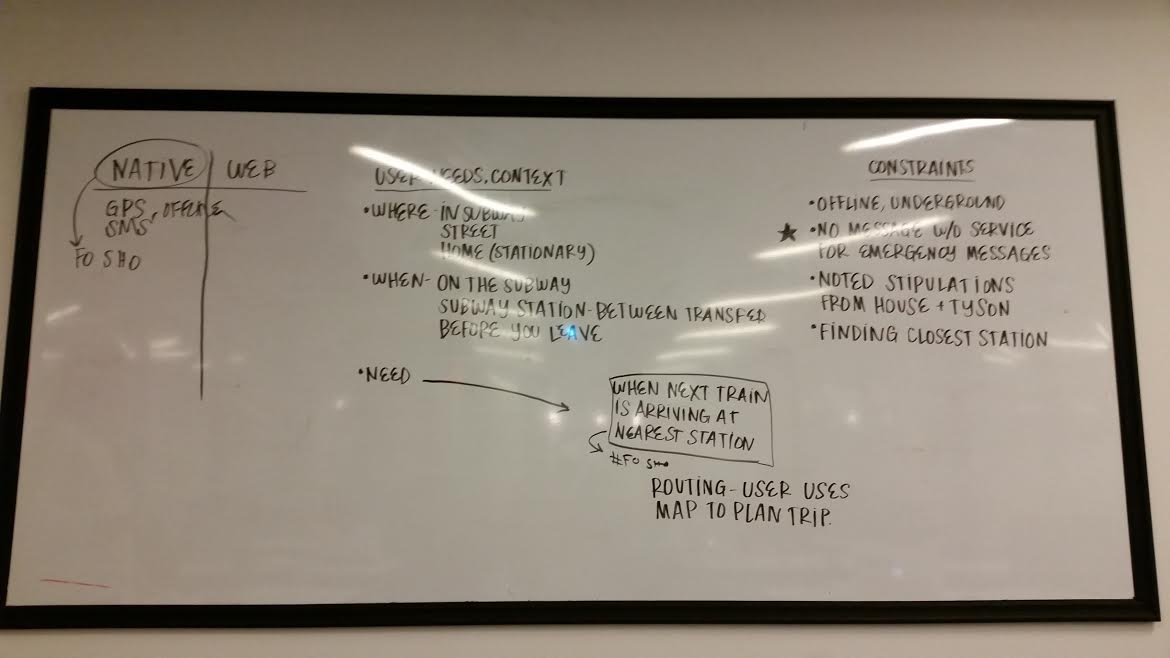 NATIVE WEB
GPS, OFFLINE
SMS
FO SHO
USER NEEDS, CONTEXT
•WHERE-IN SUBWAY
STREET
HOME (STATIONARY)
•WHEN- ON THE SUBWAY
SUBWAY STATION-BETWEEN TRANSFER
BEFORE YOU LEAVE
•NEED
WHEN NEXT TRAIN
IS ARRIVING AT
NEAREST STATION
#FO SHO
ROUTING-USER USES
MAP TO PLAN TRIP.
CONSTRAINTS
•OFFLINE, UNDERGROUND
★ •NO MESSAGE W/O SERVICE
FOR EMERGENCY MESSAGES
•NOTED STIPULATIONS
FROM HOUSE + TYSON
•FINDING CLOSEST STATION